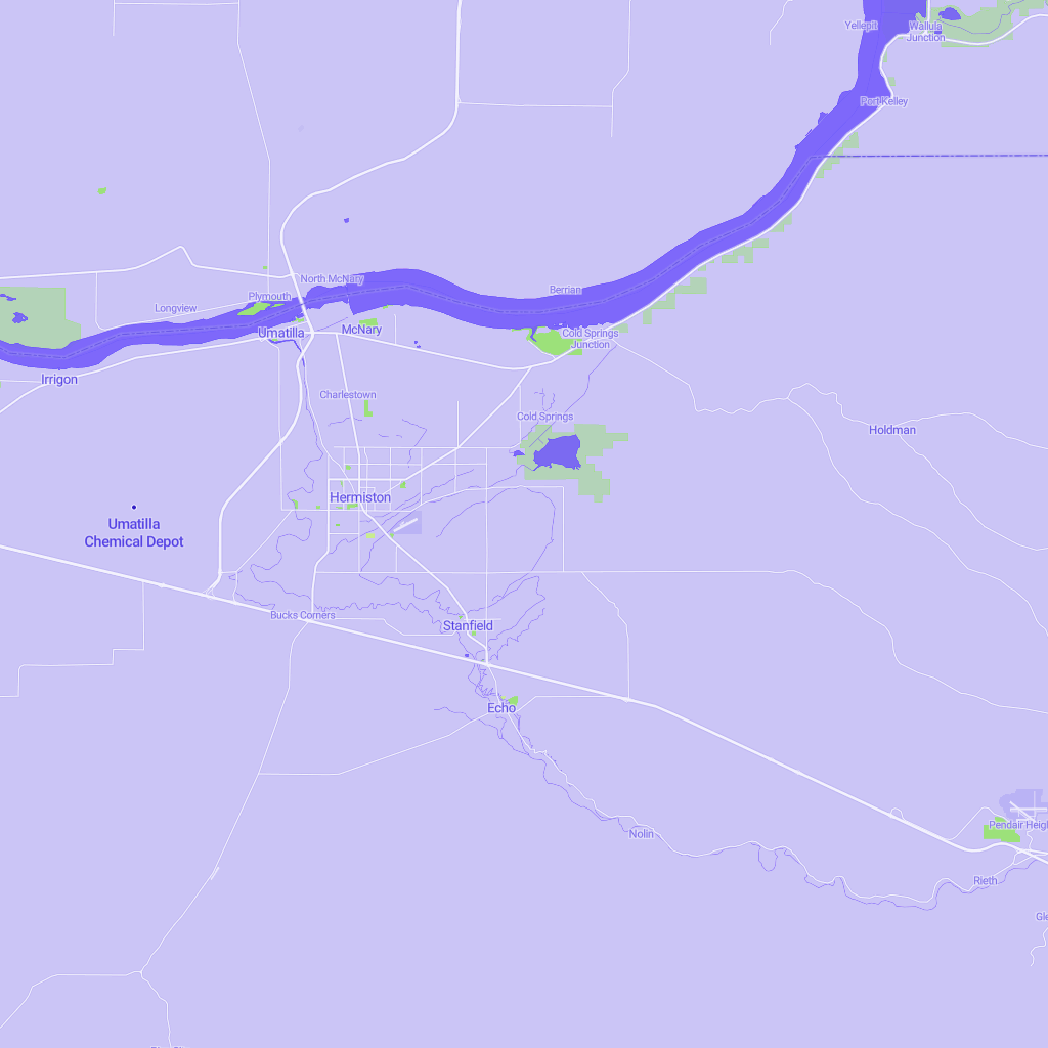 Yellepit
Wallula
Junction
Port Kelley
North McNary
Berrian
Plymouth
Longview
Umatilla
McNary
Cold Springs
Junction
Irrigon
Charlestown
Cold Springs
Holdman
Hermiston
Umatilla
Chemical Depot
Bucks Corners
Stanfield
Echo
Nolin
Pendair Heigh
Rieth
Gle